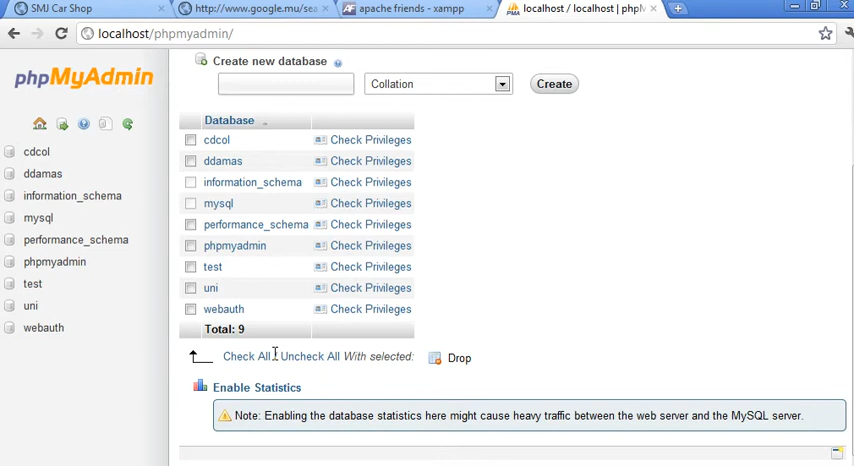 SMJ Car Shop
http://www.google.mu/sea
apache friends - xampp
localhost / localhost | phpM
localhost/phpmyadmin/
phpMyAdmin
cdcol
ddamas
information_schema
mysql
performance_schema
phpmyadmin
test
uni
webauth
Create new database
Collation
Create
Database
cdcol Check Privileges
ddamas Check Privileges
information_schema Check Privileges
mysql Check Privileges
performance_schema Check Privileges
phpmyadmin Check Privileges
test Check Privileges
uni Check Privileges
webauth Check Privileges
Total: 9
Check All / Uncheck All With selected: Drop
Enable Statistics
Note: Enabling the database statistics here might cause heavy traffic between the web server and the MySQL server.